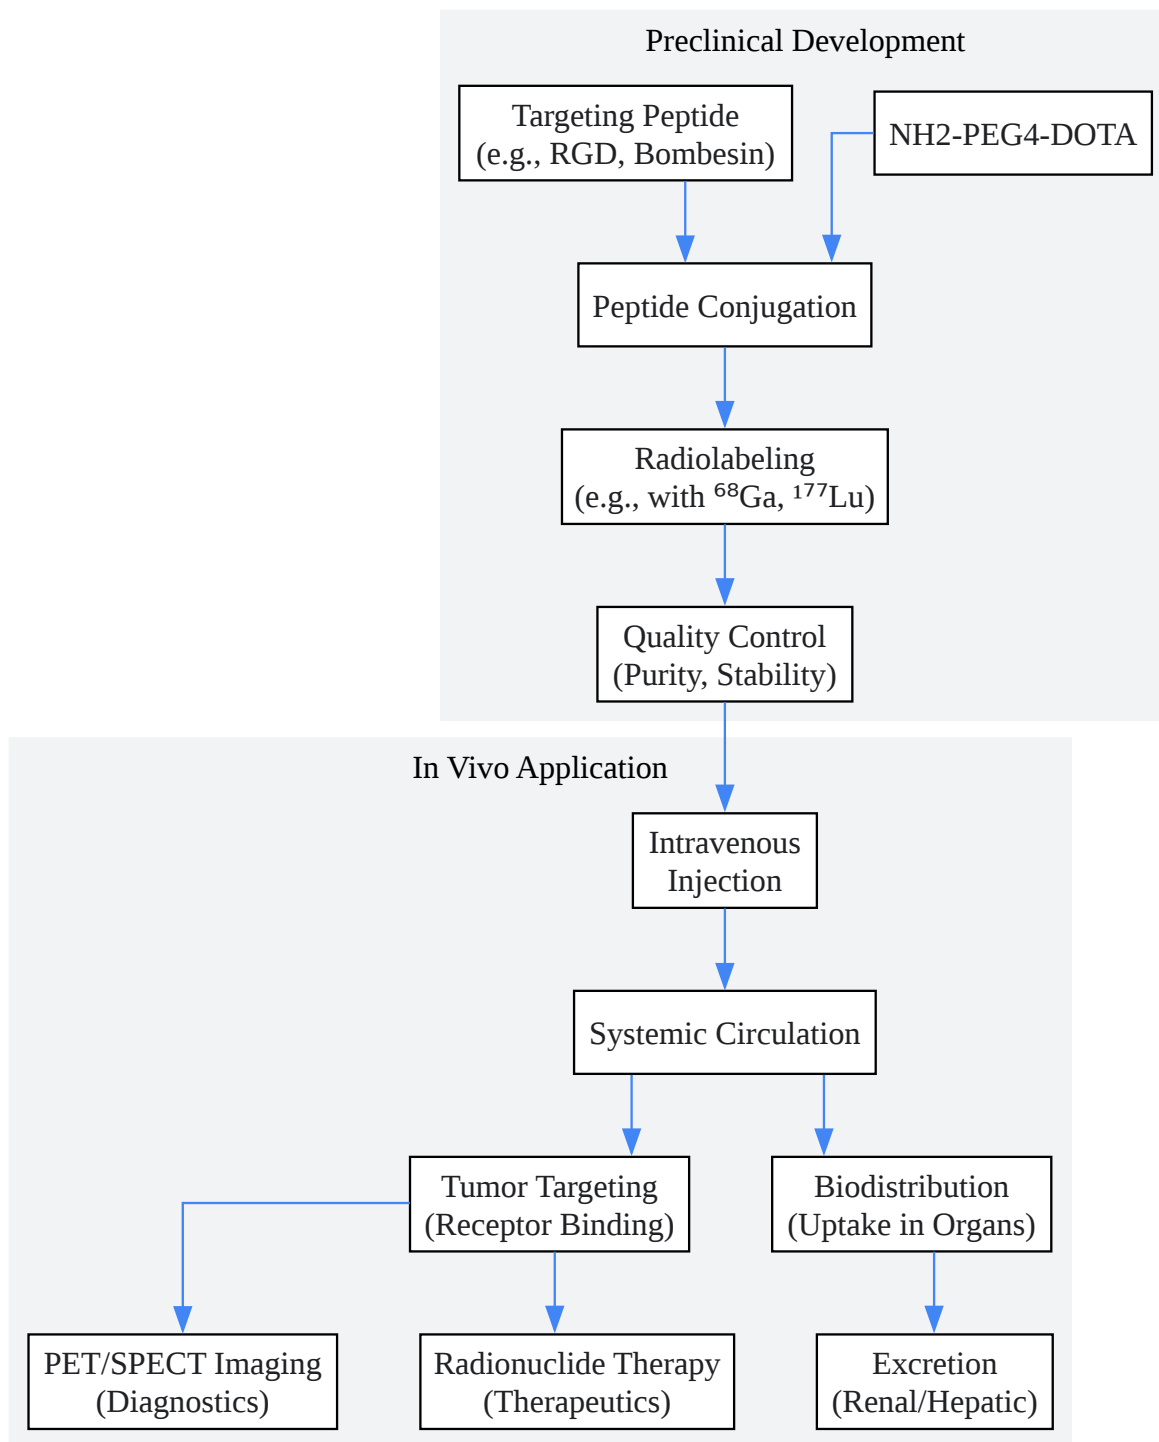 Preclinical Development
Targeting Peptide
(e.g., RGD, Bombesin)
NH2-PEG4-DOTA
Peptide Conjugation
Radiolabeling
(e.g., with ⁶⁸Ga, ¹⁷⁷Lu)
Quality Control
(Purity, Stability)
In Vivo Application
Intravenous
Injection
Systemic Circulation
Tumor Targeting
(Receptor Binding)
Biodistribution
(Uptake in Organs)
PET/SPECT Imaging
(Diagnostics)
Radionuclide Therapy
(Therapeutics)
Excretion
(Renal/Hepatic)